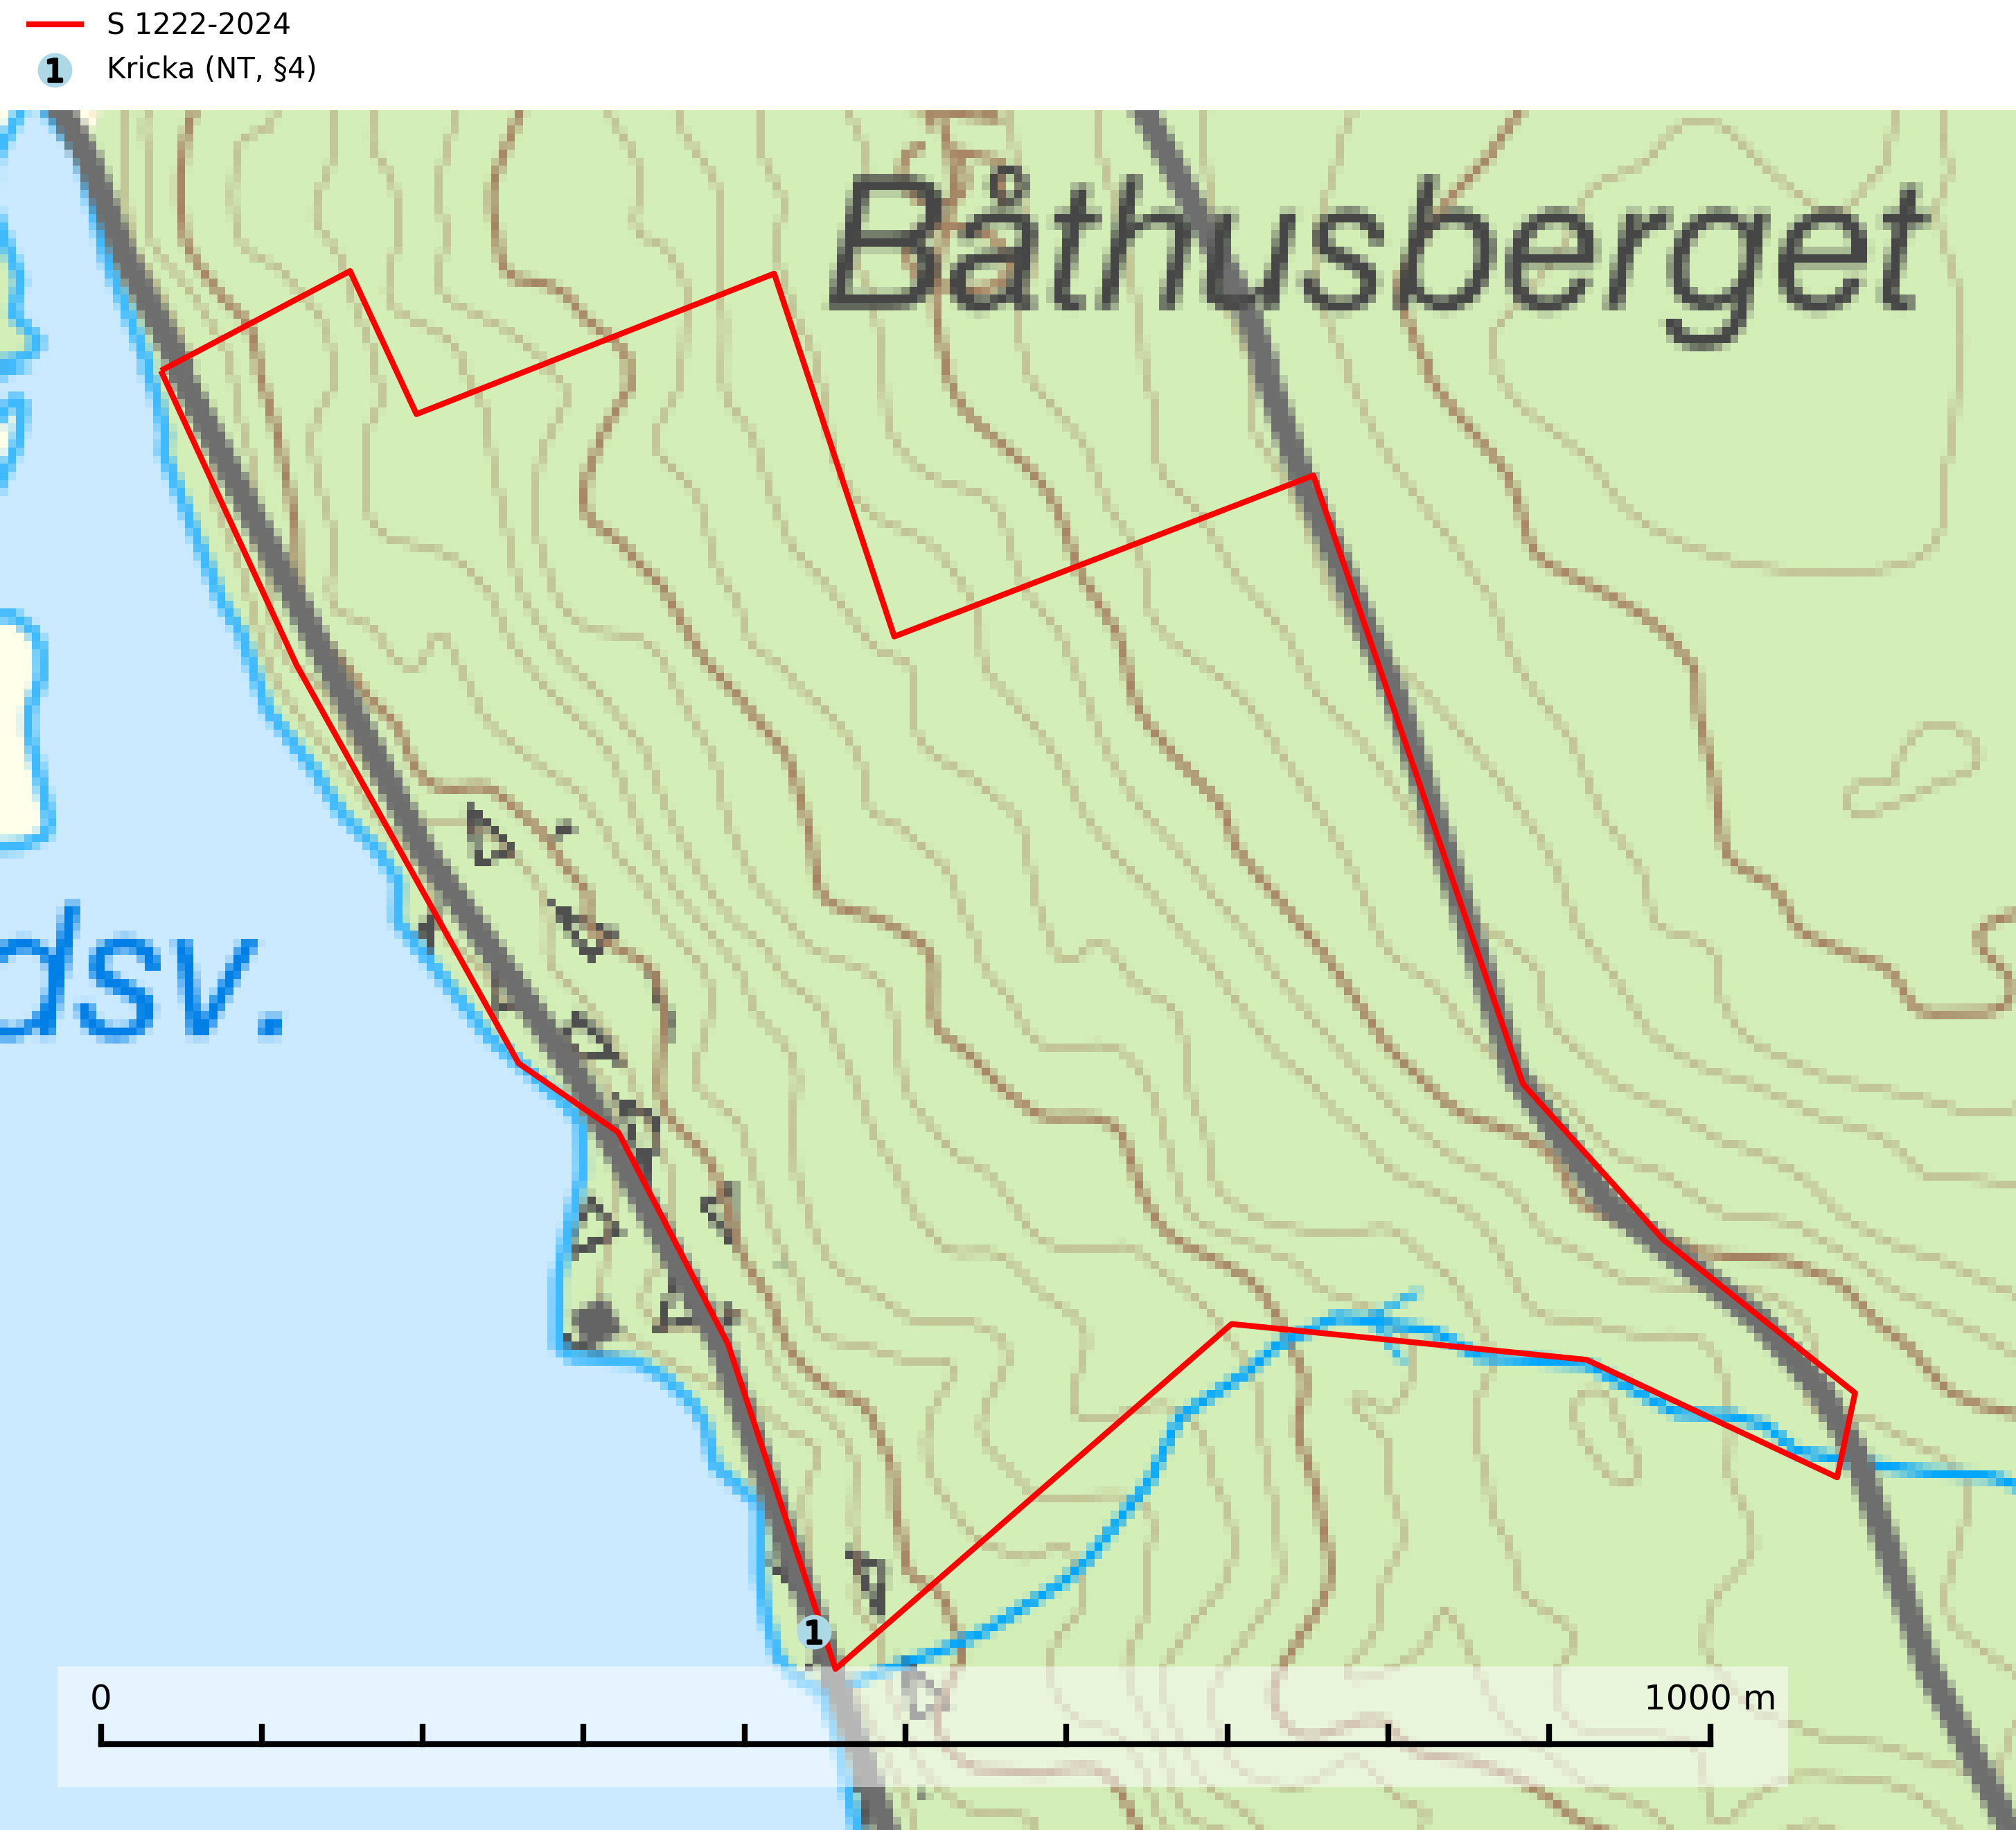 S 1222-2024
1 Kricka (NT, §4)
Båthusberget
dsv.
1
0 1000 m